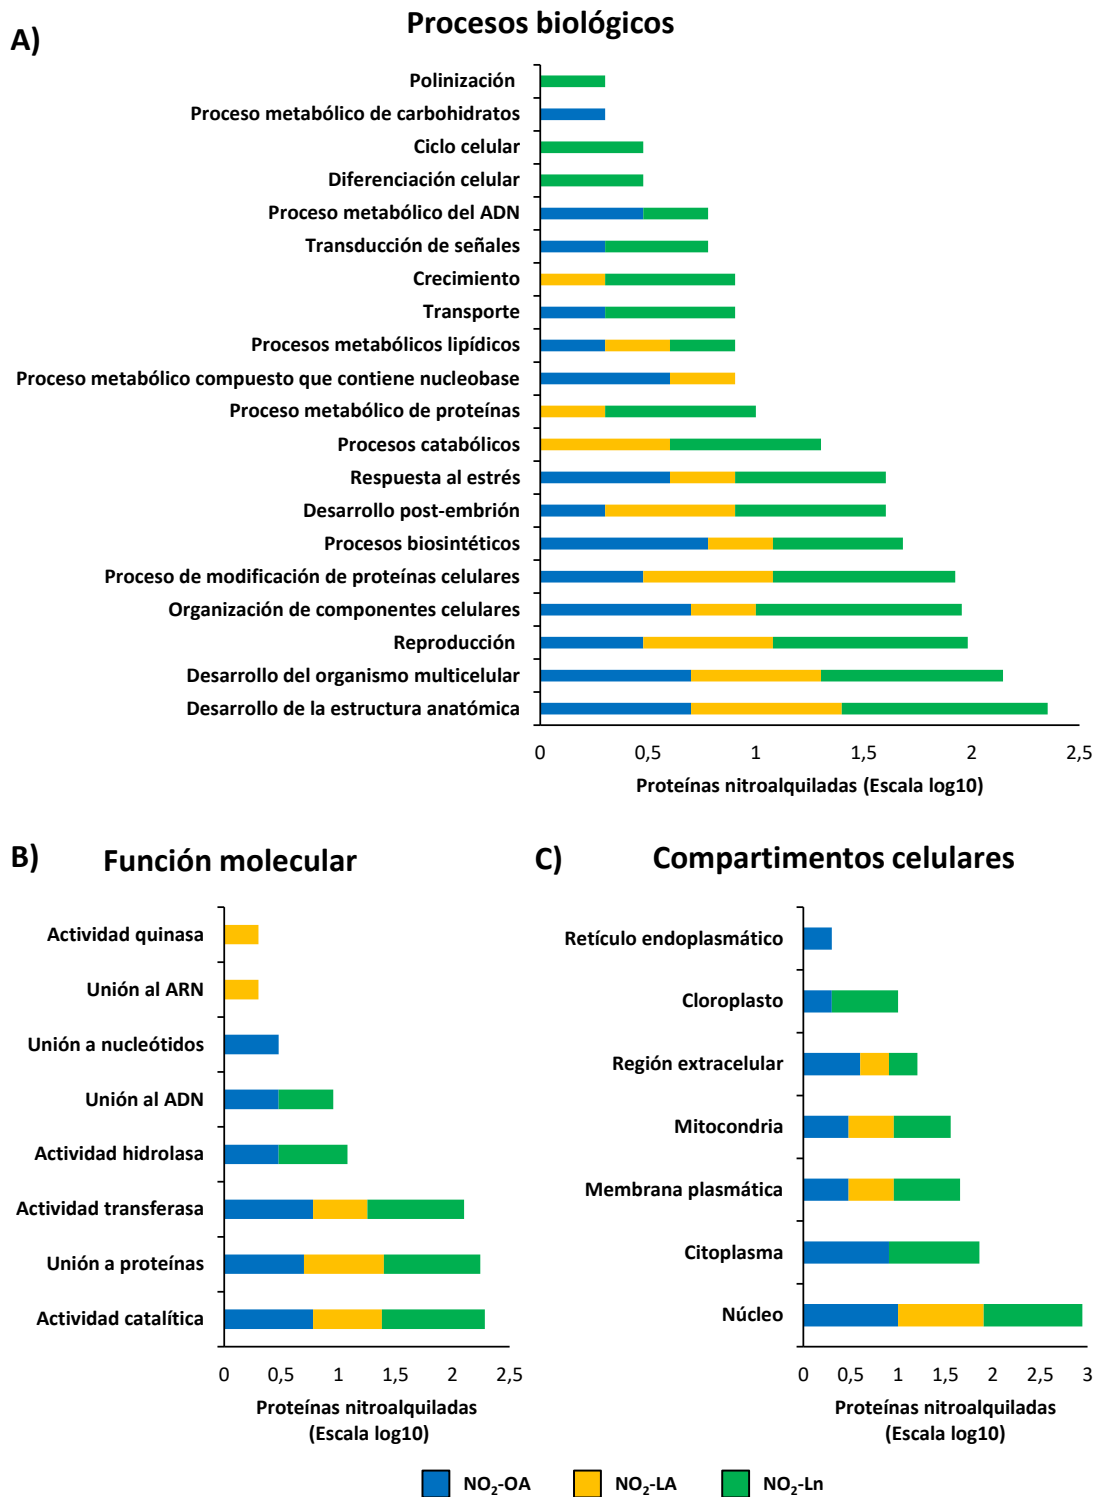 A)
Procesos biológicos
Polinización
Proceso metabólico de carbohidratos
Ciclo celular
Diferenciación celular
Proceso metabólico del ADN
Transducción de señales
Crecimiento
Transporte
Procesos metabólicos lipídicos
Proceso metabólico compuesto que contiene nucleobase
Proceso metabólico de proteínas
Procesos catabólicos
Respuesta al estrés
Desarrollo post-embrión
Procesos biosintéticos
Proceso de modificación de proteínas celulares
Organización de componentes celulares
Reproducción
Desarrollo del organismo multicelular
Desarrollo de la estructura anatómica
0 0,5 1 1,5 2 2,5
Proteínas nitroalquiladas (Escala log10)
B) Función molecular
Actividad quinasa
Unión al ARN
Unión a nucleótidos
Unión al ADN
Actividad hidrolasa
Actividad transferasa
Unión a proteínas
Actividad catalítica
0 0,5 1 1,5 2 2,5
Proteínas nitroalquiladas
(Escala log10)
C) Compartimentos celulares
Retículo endoplasmático
Cloroplasto
Región extracelular
Mitocondria
Membrana plasmática
Citoplasma
Núcleo
0 0,5 1 1,5 2 2,5 3
Proteínas nitroalquiladas
(Escala log10)
NO₂-OA NO₂-LA NO₂-Ln